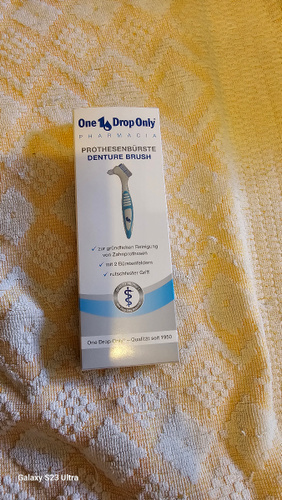 One Drop Only
PHARMACIA
PROTHESENBÜRSTE
DENTURE BRUSH
✓ zur gründlichen Reinigung
von Zahnprothesen
✓ mit 2 Borstenfeldern
✓ rutschfester Griff
One Drop Only® – Qualität seit 1950
Galaxy S23 Ultra